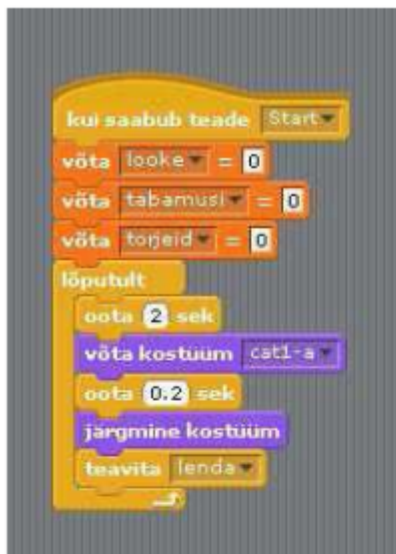 kui saabub teade Start
võta looke = 0
võta tabamusi = 0
võta torjeid = 0
lõputult
oota 2 sek
võta kostüüm cat1-a
oota 0.2 sek
järgmine kostüüm
teavita lenda